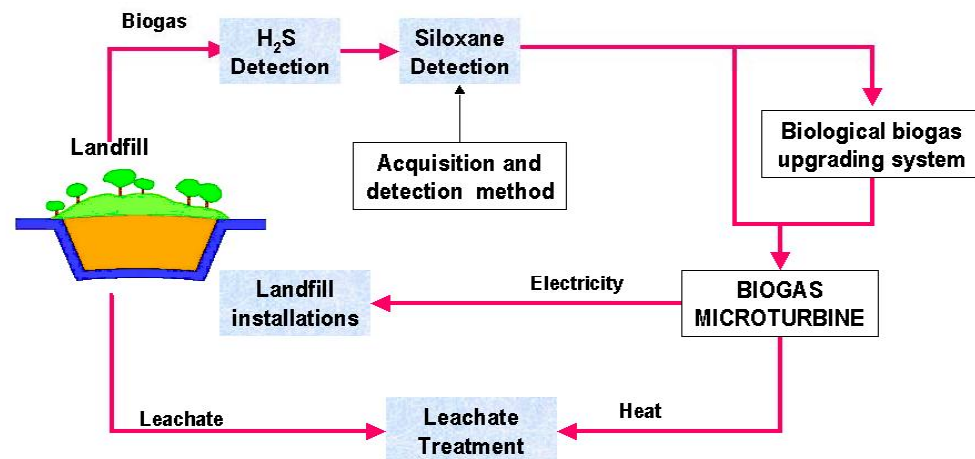 Biogas
H₂S
Detection
Siloxane
Detection
Landfill
Acquisition and
detection method
Biological biogas
upgrading system
Landfill
installations
Electricity
BIOGAS
MICROTURBINE
Leachate
Leachate
Treatment
Heat